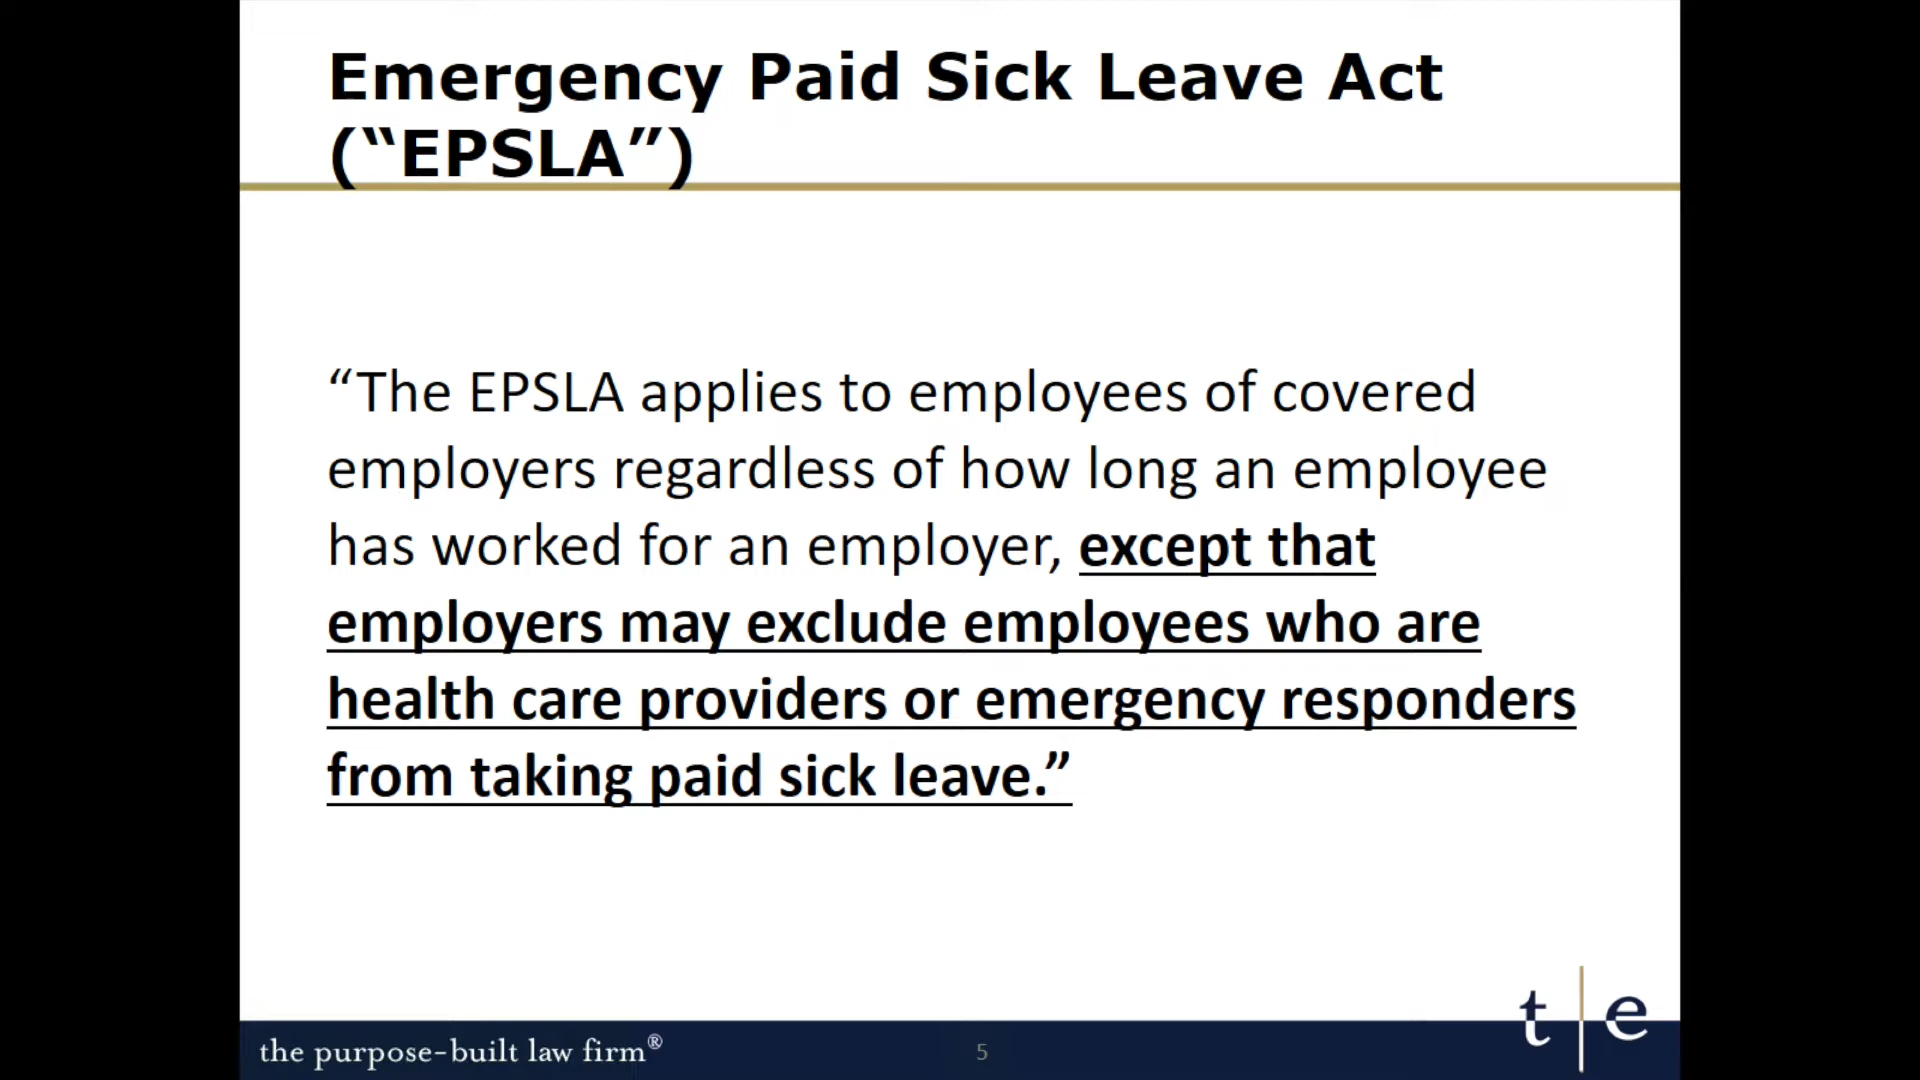 Emergency Paid Sick Leave Act
(“EPSLA”)
“The EPSLA applies to employees of covered
employers regardless of how long an employee
has worked for an employer, except that
employers may exclude employees who are
health care providers or emergency responders
from taking paid sick leave.”
the purpose-built law firm®
5
t|e